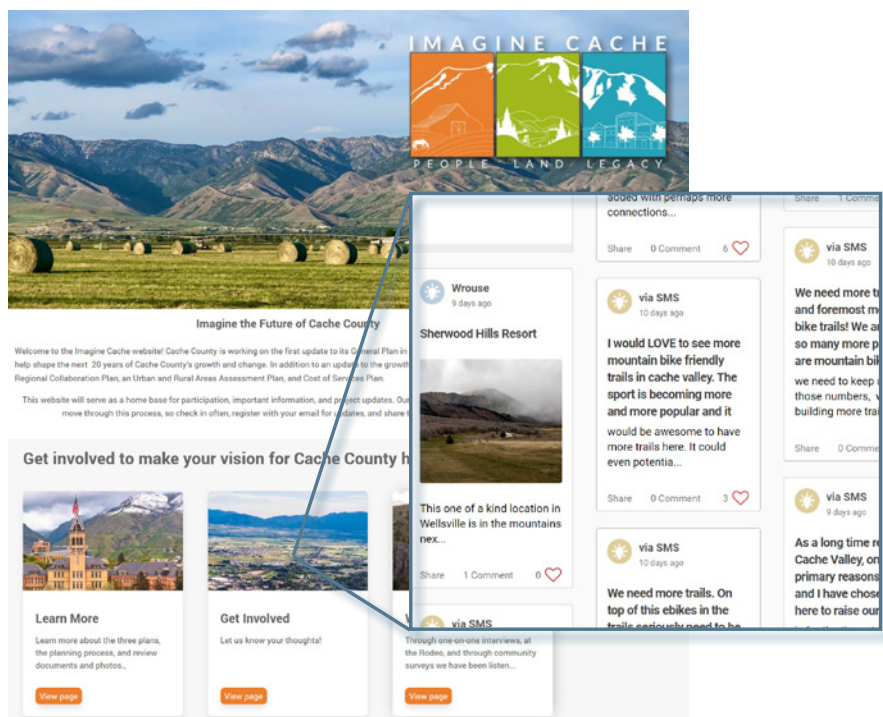 IMAGINE CACHE
PEOPLE LAND LEGACY
Imagine the Future of Cache County
Welcome to the Imagine Cache website! Cache County is working on the first update to its General Plan in
help shape the next 20 years of Cache County's growth and change. In addition to an update to the growth
Regional Collaboration Plan, an Urban and Rural Areas Assessment Plan, and Cost of Services Plan.
This website will serve as a home base for participation, important information, and project updates. Our
move through this process, so check in often, register with your email for updates, and share
Get involved to make your vision for Cache County
Learn More
Learn more about the three plans,
the planning process, and review
documents and photos.,
View page
Get Involved
Let us know your thoughts!
View page
Through one-on-one interviews, at
the Rodeo, and through community
surveys we have been listen...
View page
Wrouse
9 days ago
Sherwood Hills Resort
This one of a kind location in
Wellsville is in the mountains
nex...
Share 1 Comment 0
via SMS
added with perhaps more
connections...
Share 0 Comment 6
via SMS
10 days ago
I would LOVE to see more
mountain bike friendly
trails in cache valley. The
sport is becoming more
and more popular and it
would be awesome to have
more trails here. It could
even potentia...
Share 0 Comment 3
via SMS
10 days ago
We need more trails. On
top of this ebikes in the
trails seriously need to be
Share 1
via SMS
10 days ago
We need more
and foremost
bike trails! We
so many more
are mountain
we need to keep
those numbers,
building more
Share 0
via SMS
9 days ago
As a long time
Cache Valley,
primary reasons
and I have
here to raise our